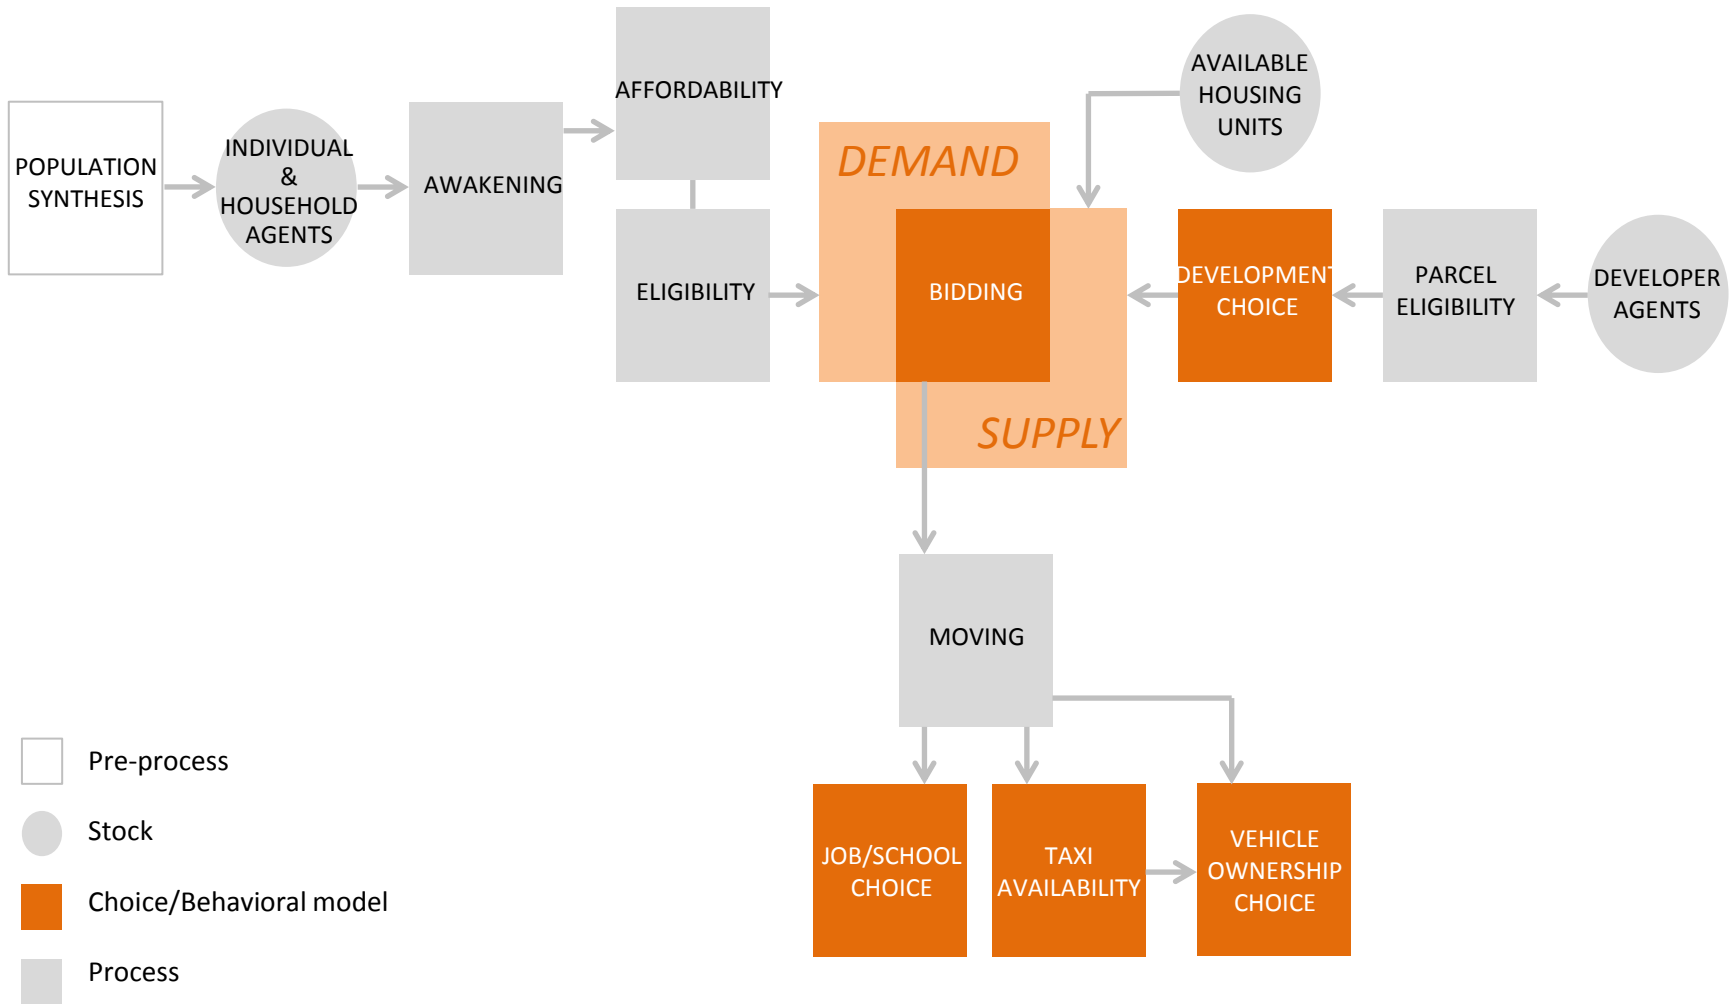 POPULATION
SYNTHESIS
INDIVIDUAL
&
HOUSEHOLD
AGENTS
AWAKENING
AFFORDABILITY
ELIGIBILITY
DEMAND
BIDDING
SUPPLY
AVAILABLE
HOUSING
UNITS
DEVELOPMENT
CHOICE
PARCEL
ELIGIBILITY
DEVELOPER
AGENTS
MOVING
JOB/SCHOOL
CHOICE
TAXI
AVAILABILITY
VEHICLE
OWNERSHIP
CHOICE
Pre-process
Stock
Choice/Behavioral model
Process